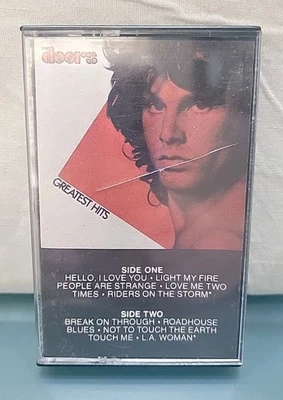 the
doors
GREATEST HITS
SIDE ONE
HELLO, I LOVE YOU • LIGHT MY FIRE
PEOPLE ARE STRANGE • LOVE ME TWO
TIMES • RIDERS ON THE STORM*
SIDE TWO
BREAK ON THROUGH • ROADHOUSE
BLUES • NOT TO TOUCH THE EARTH
TOUCH ME • L.A. WOMAN*